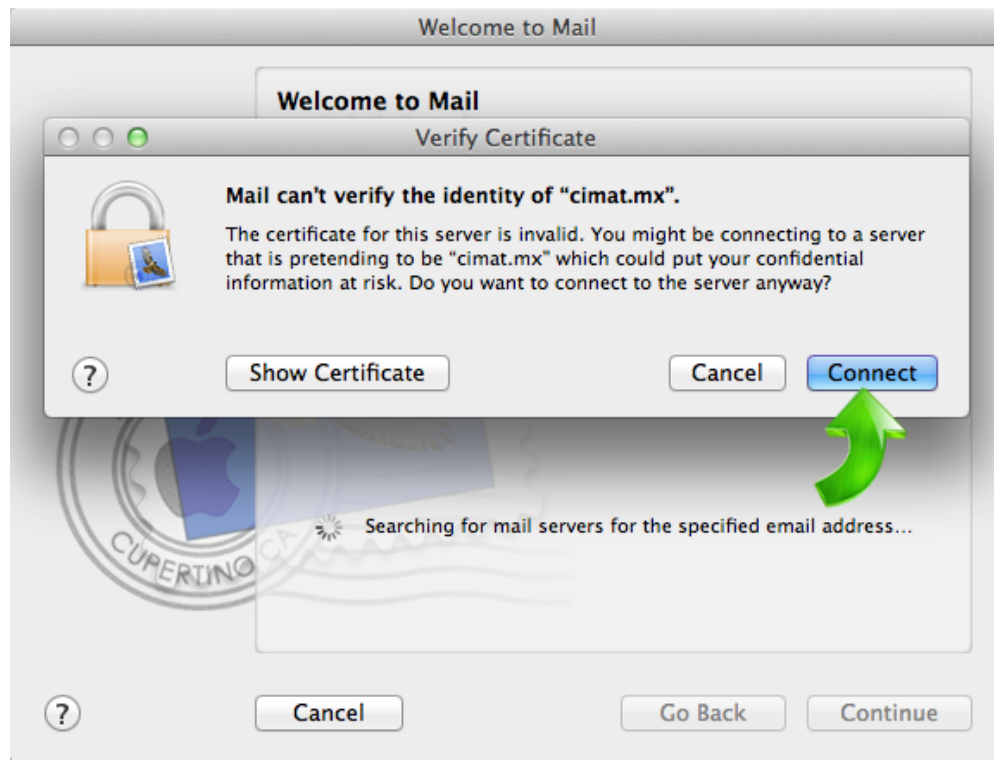 Welcome to Mail
Welcome to Mail
Verify Certificate
Mail can't verify the identity of “cimat.mx”.
The certificate for this server is invalid. You might be connecting to a server
that is pretending to be “cimat.mx” which could put your confidential
information at risk. Do you want to connect to the server anyway?
?
Show Certificate
Cancel
Connect
Searching for mail servers for the specified email address...
CUPERTINO CA
?
Cancel
Go Back
Continue